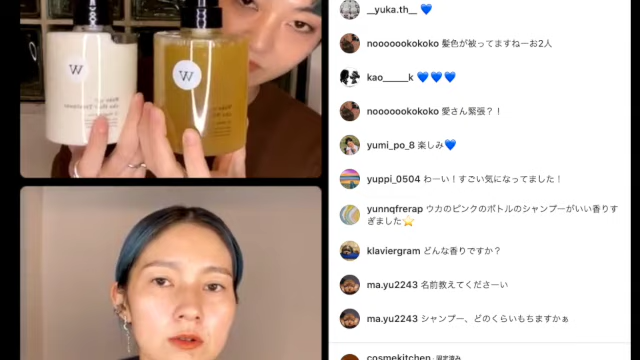 W
W
__yuka.th__ 💙
nooooookokoko 髪色が被ってますねーお2人
kao_____k 💙💙💙
nooooookokoko 愛さん緊張？！
yumi_po_8 楽しみ💙
yuppi_0504 わーい！すごい気になってました！
yunnqfrerap ウカのピンクのボトルのシャンプーがいい香りす
ぎました⭐
klaviergram どんな香りですか？
ma.yu2243 名前教えてくださーい
ma.yu2243 シャンプー、どのくらいもちますかぁ
cosmekitchen 固定済み